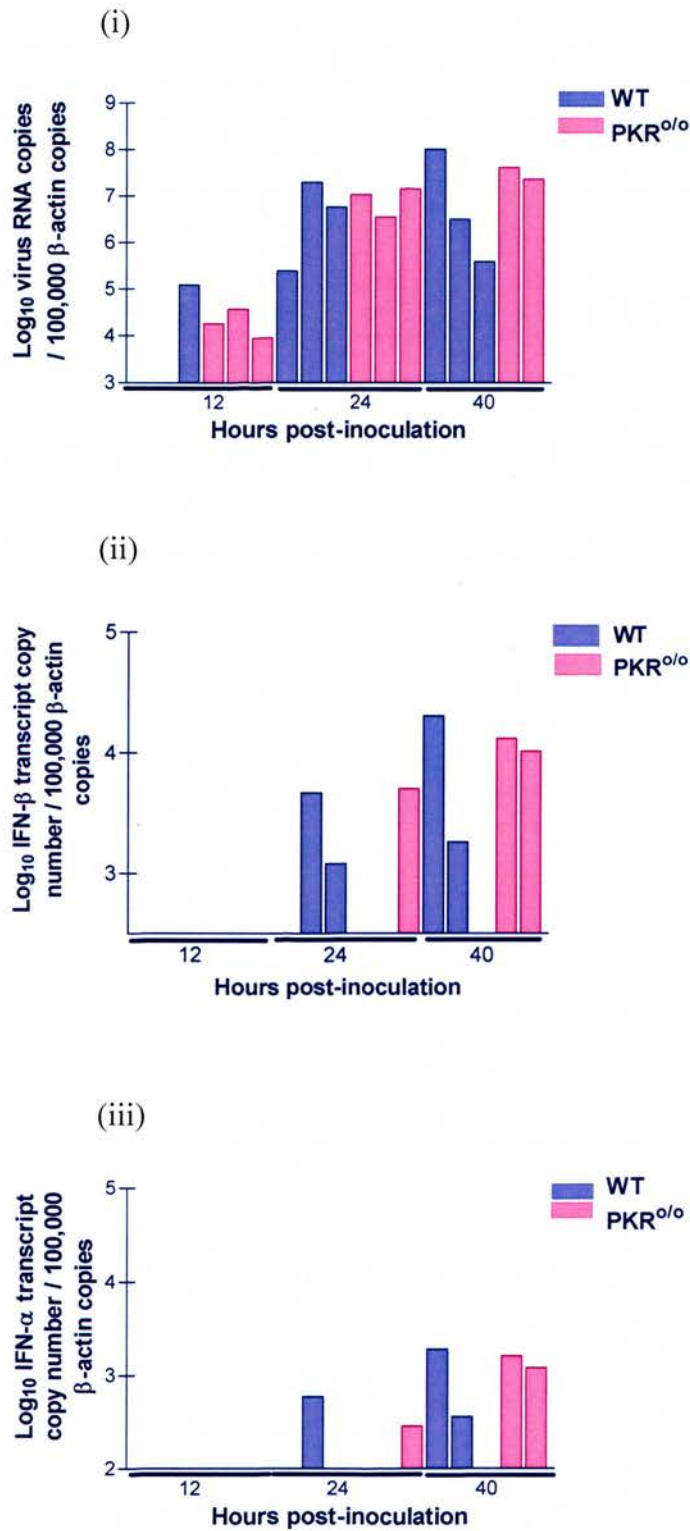 (i)
Log₁₀ virus RNA copies
/ 100,000 β-actin copies
9
8
7
6
5
4
3
12
24
40
Hours post-inoculation
WT
PKRᵒ/ᵒ
(ii)
Log₁₀ IFN-β transcript copy
number / 100,000 β-actin
copies
5
4
3
12
24
40
Hours post-inoculation
WT
PKRᵒ/ᵒ
(iii)
Log₁₀ IFN-α transcript
copy number / 100,000
β-actin copies
5
4
3
2
12
24
40
Hours post-inoculation
WT
PKRᵒ/ᵒ